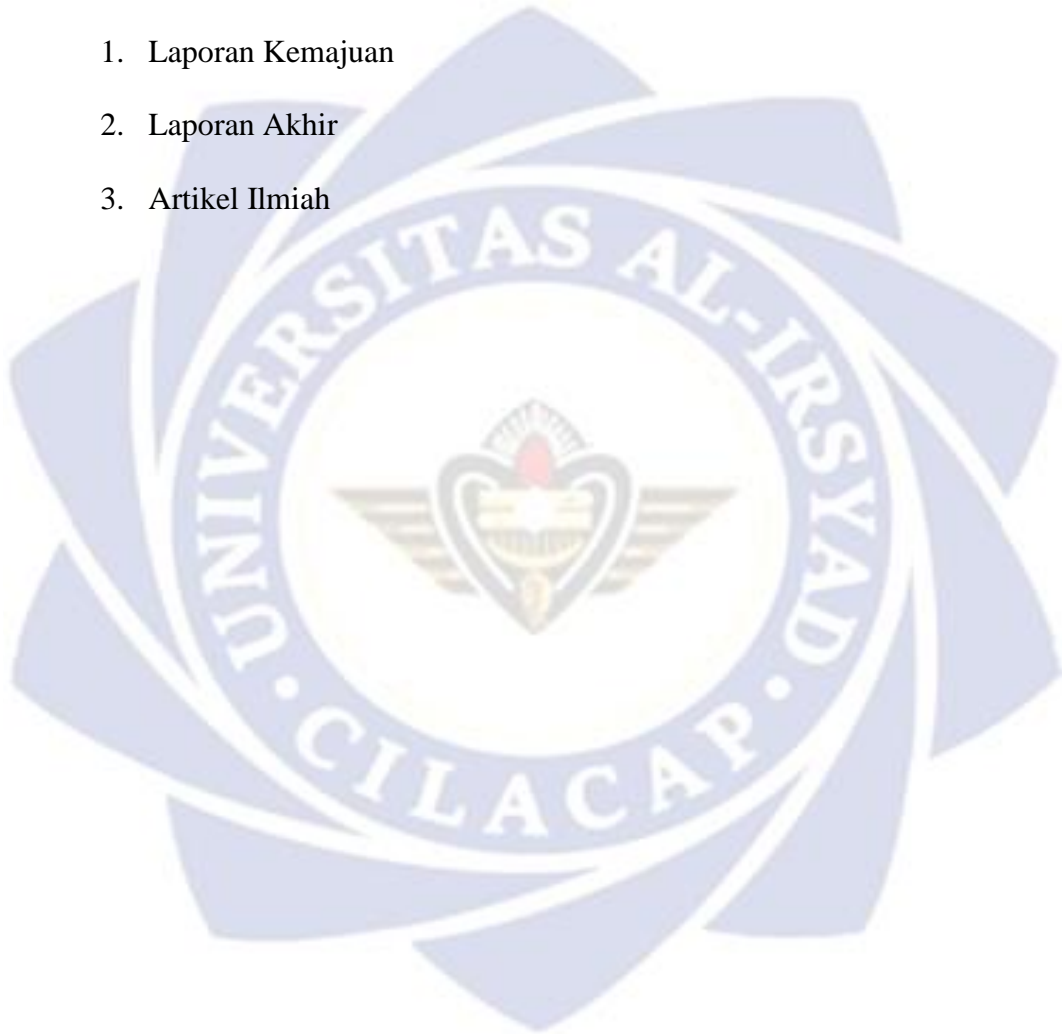 1. Laporan Kemajuan
2. Laporan Akhir
3. Artikel Ilmiah
UNIVERSITAS AL-IRSYAD
• CILACAP •